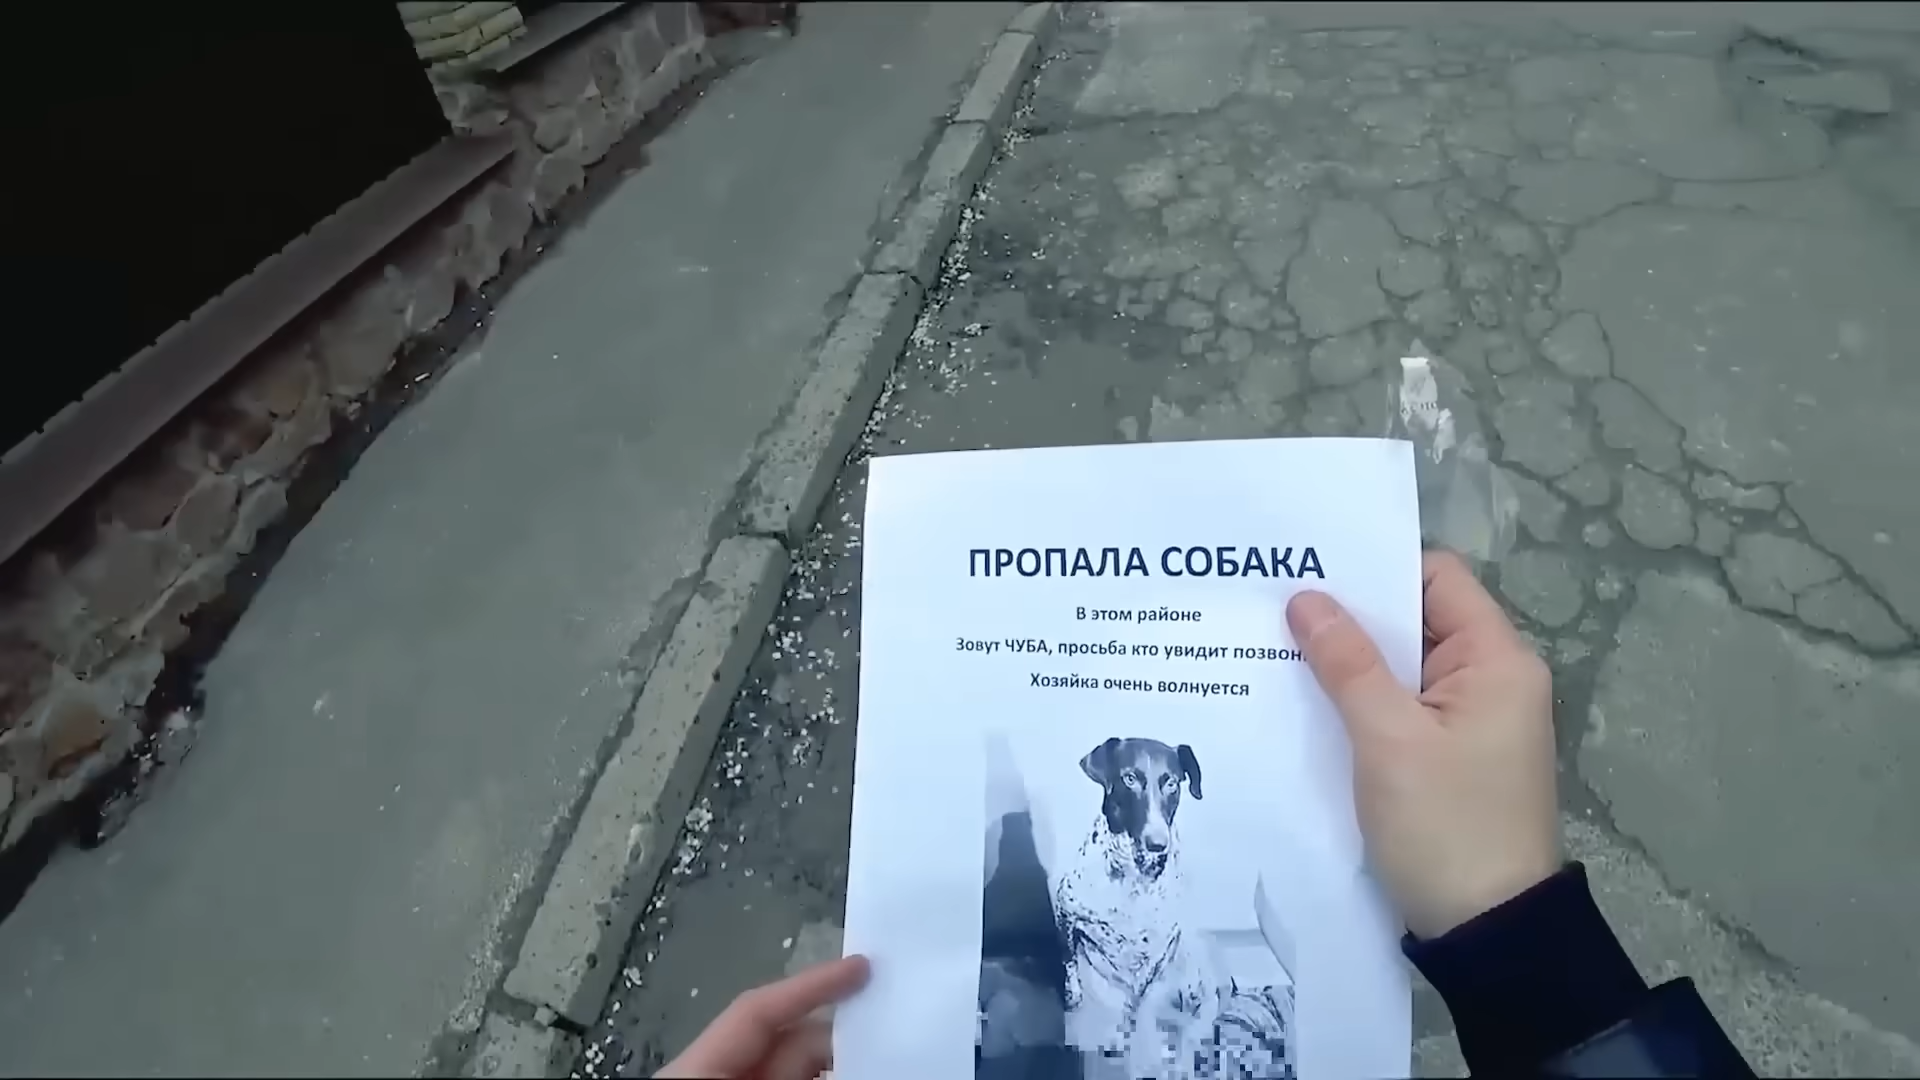 ПРОПАЛА СОБАКА
В этом районе
Зовут ЧУБА, просьба кто увидит
Хозяйка очень волнуется